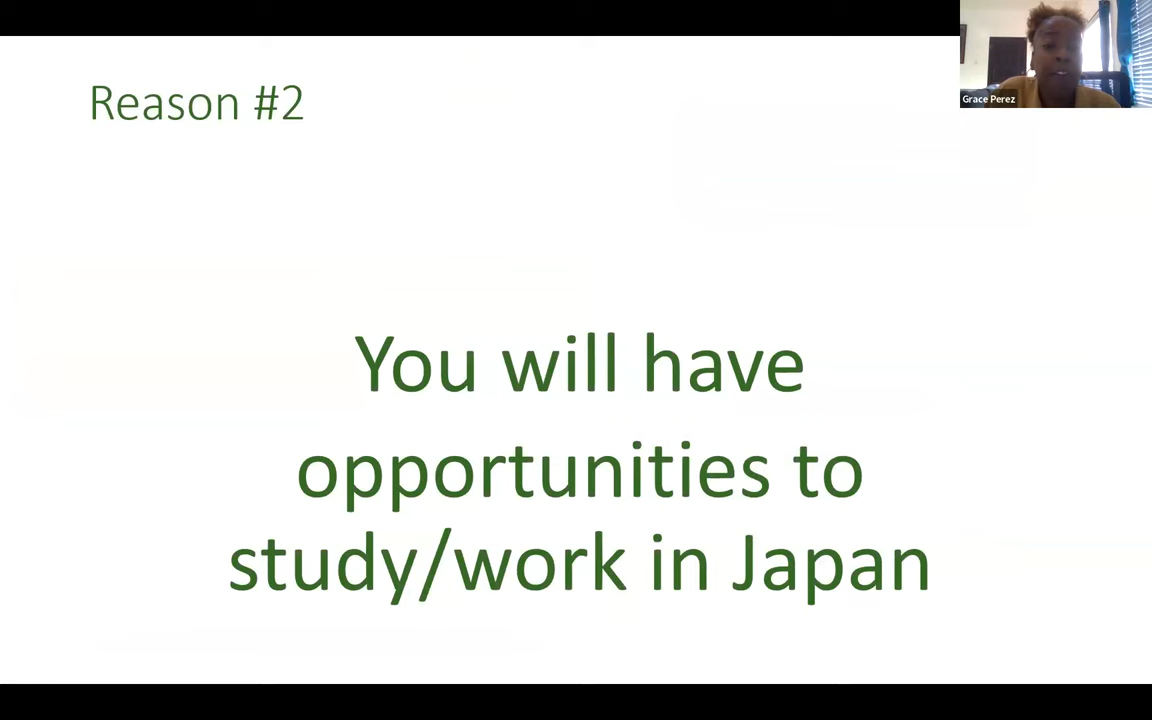 Reason #2
Grace Perez
You will have
opportunities to
study/work in Japan